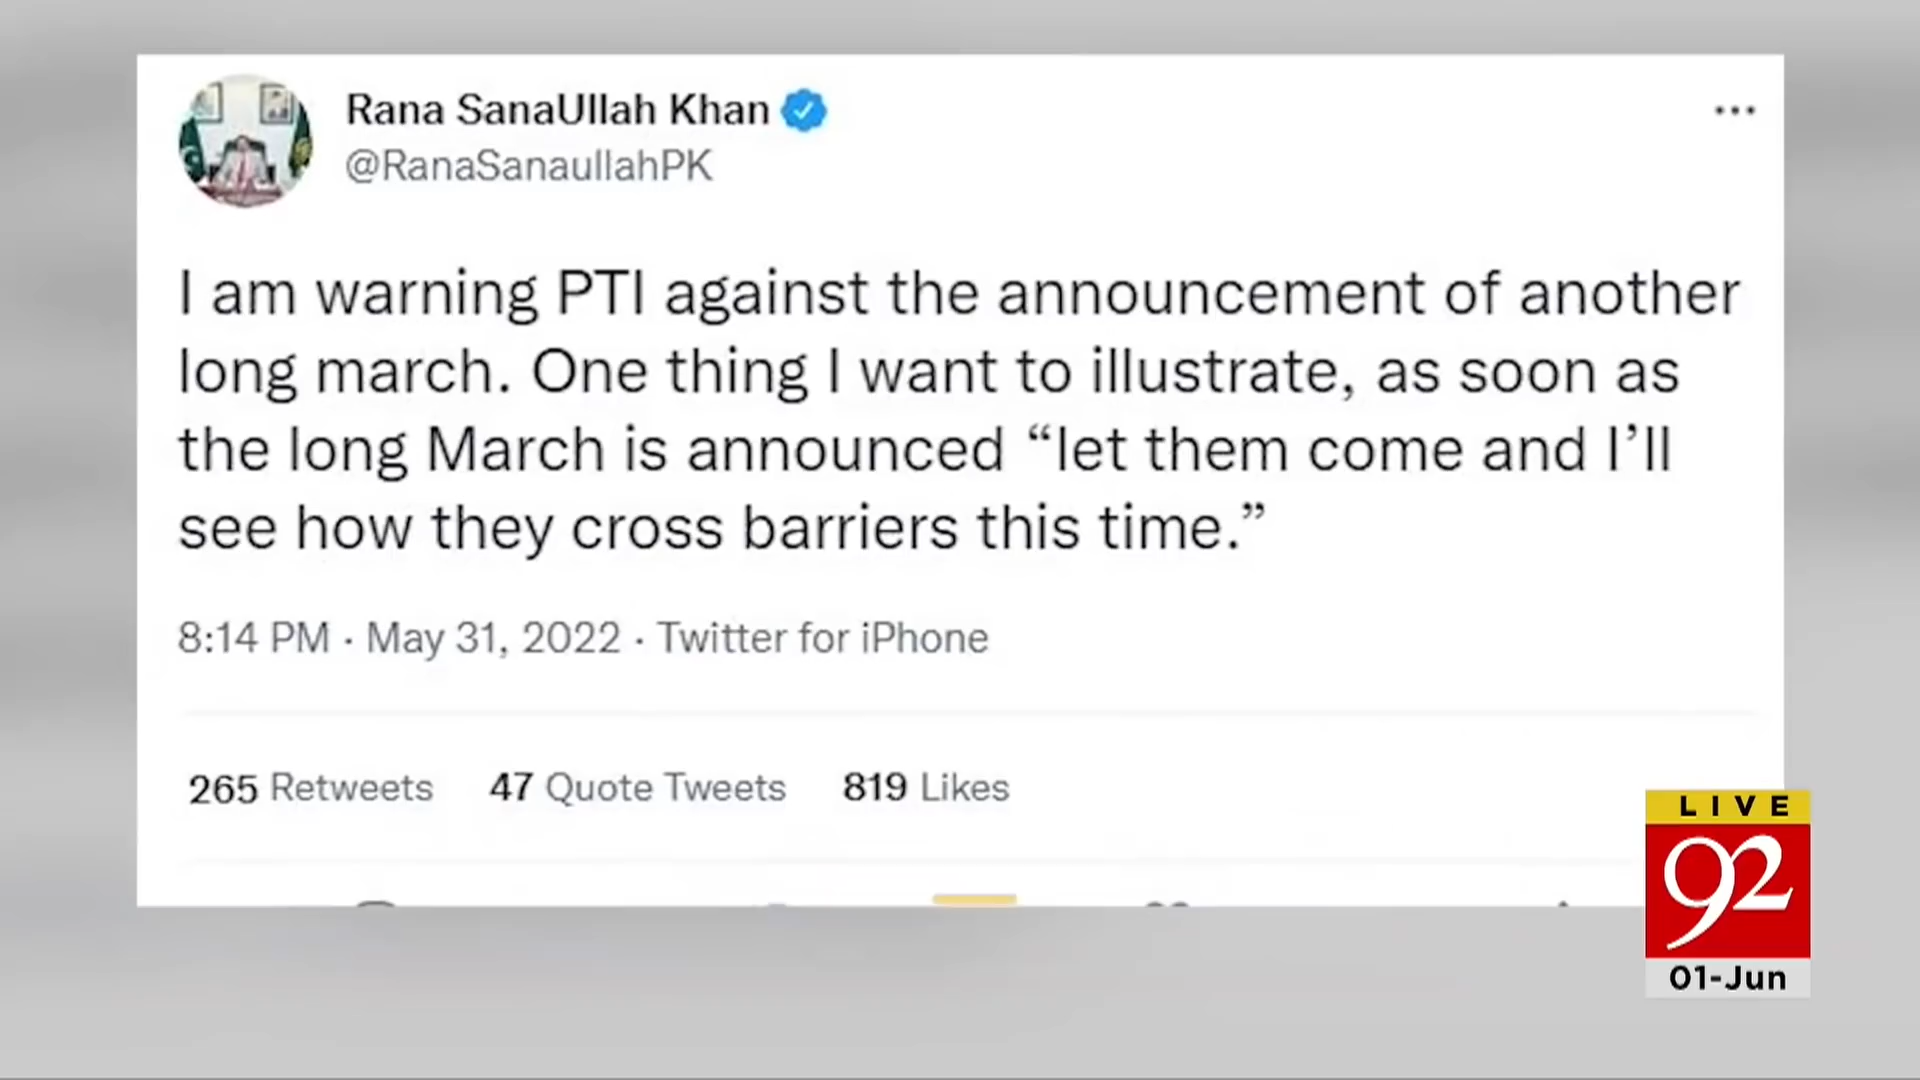 Rana SanaUllah Khan
@RanaSanaullahPK
I am warning PTI against the announcement of another
long march. One thing I want to illustrate, as soon as
the long March is announced “let them come and I’ll
see how they cross barriers this time.”
8:14 PM · May 31, 2022 · Twitter for iPhone
265 Retweets 47 Quote Tweets 819 Likes
LIVE
92
01-Jun